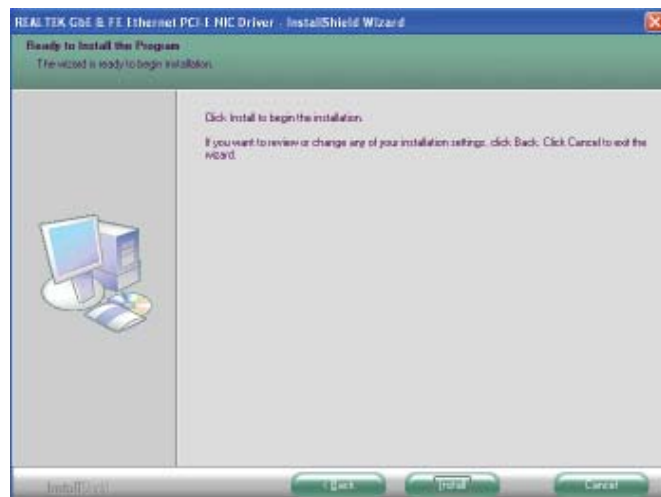 REALTEK GbE & FE Ethernet PCI-E NIC Driver - InstallShield Wizard
Ready to Install the Program
The wizard is ready to begin installation.
Click Install to begin the installation.
If you want to review or change any of your installation settings, click Back. Click Cancel to exit the
wizard.
InstallShield
< Back
Install
Cancel